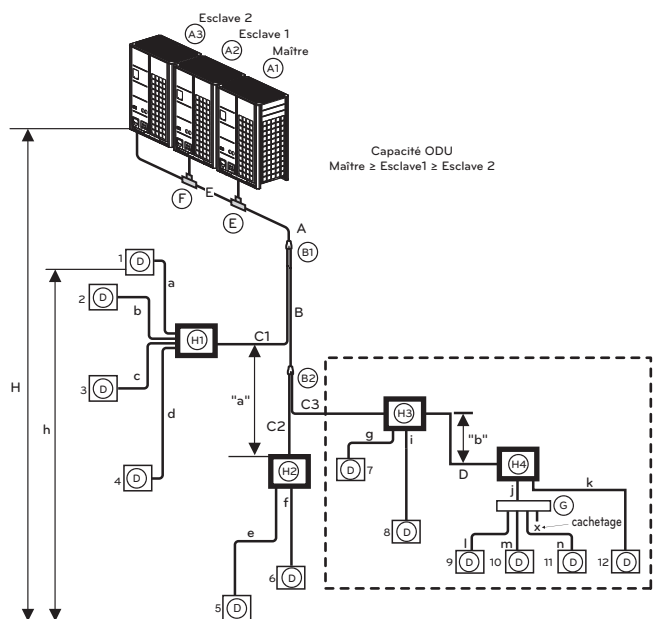 Esclave 2
A3
Esclave 1
A2
Maître
A1
Capacité ODU
Maître ≥ Esclave1 ≥ Esclave 2
F
E
E
A
B1
1 D
a
2 D
b
H1
C1
B
3 D
c
d
4 D
H
h
"a"
B2
C3
C2
H2
e
f
5 D
6 D
H3
g
i
D 7
8 D
"b"
D
H4
j
k
G
x
cachetage
l
m
n
9 D
10 D
11 D
12 D